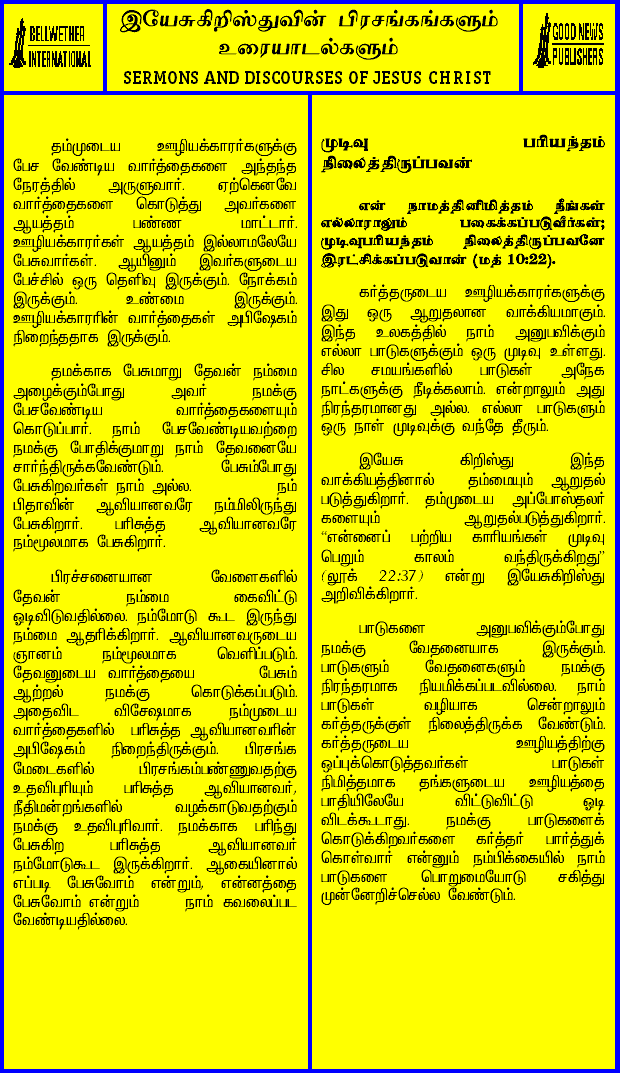 BELLWETHER
INTERNATIONAL
இயேசுகிறிஸ்துவின் பிரசங்கங்களும்
உரையாடல்களும்
SERMONS AND DISCOURSES OF JESUS CHRIST
GOOD NEWS
PUBLISHERS
தம்முடைய ஊழியக்காரர்களுக்கு
பேச வேண்டிய வார்த்தைகளை அந்தந்த
நேரத்தில் அருளுவார். ஏற்கெனவே
வார்த்தைகளை கொடுத்து அவர்களை
ஆயத்தம் பண்ண மாட்டார்.
ஊழியக்காரர்கள் ஆயத்தம் இல்லாமலேயே
பேசுவார்கள். ஆயினும் இவர்களுடைய
பேச்சில் ஒரு தெளிவு இருக்கும். நோக்கம்
இருக்கும். உண்மை இருக்கும்.
ஊழியக்காரரின் வார்த்தைகள் அபிஷேகம்
நிறைந்ததாக இருக்கும்.
தமக்காக பேசுமாறு தேவன் நம்மை
அழைக்கும்போது அவர் நமக்கு
பேசவேண்டிய வார்த்தைகளையும்
கொடுப்பார். நாம் பேசவேண்டியவற்றை
நமக்கு போதிக்குமாறு நாம் தேவனையே
சார்ந்திருக்கவேண்டும். பேசும்போது
பேசுகிறவர்கள் நாம் அல்ல. நம்
பிதாவின் ஆவியானவரே நம்மிலிருந்து
பேசுகிறார். பரிசுத்த ஆவியானவரே
நம்மூலமாக பேசுகிறார்.
பிரச்சனையான வேளைகளில்
தேவன் நம்மை கைவிட்டு
ஓடிவிடுவதில்லை. நம்மோடு கூட இருந்து
நம்மை ஆதரிக்கிறார். ஆவியானவருடைய
ஞானம் நம்மூலமாக வெளிப்படும்.
தேவனுடைய வார்த்தையை பேசும்
ஆற்றல் நமக்கு கொடுக்கப்படும்.
அதைவிட விசேஷமாக நம்முடைய
வார்த்தைகளில் பரிசுத்த ஆவியானவரின்
அபிஷேகம் நிறைந்திருக்கும். பிரசங்க
மேடைகளில் பிரசங்கம்பண்ணுவதற்கு
உதவிபுரியும் பரிசுத்த ஆவியானவர்,
நீதிமன்றங்களில் வழக்காடுவதற்கும்
நமக்கு உதவிபுரிவார். நமக்காக பரிந்து
பேசுகிற பரிசுத்த ஆவியானவர்
நம்மோடுகூட இருக்கிறார். ஆகையினால்
எப்படி பேசுவோம் என்றும், என்னத்தை
பேசுவோம் என்றும் நாம் கவலைப்பட
வேண்டியதில்லை.
முடிவு பரியந்தம்
நிலைத்திருப்பவன்
என் நாமத்தினிமித்தம் நீங்கள்
எல்லாராலும் பகைக்கப்படுவீர்கள்;
முடிவுபரியந்தம் நிலைத்திருப்பவனே
இரட்சிக்கப்படுவான் (மத் 10:22).
கர்த்தருடைய ஊழியக்காரர்களுக்கு
இது ஒரு ஆறுதலான வாக்கியமாகும்.
இந்த உலகத்தில் நாம் அனுபவிக்கும்
எல்லா பாடுகளுக்கும் ஒரு முடிவு உள்ளது.
சில சமயங்களில் பாடுகள் அநேக
நாட்களுக்கு நீடிக்கலாம். என்றாலும் அது
நிரந்தரமானது அல்ல. எல்லா பாடுகளும்
ஒரு நாள் முடிவுக்கு வந்தே தீரும்.
இயேசு கிறிஸ்து இந்த
வாக்கியத்தினால் தம்மையும் ஆறுதல்
படுத்துகிறார். தம்முடைய அப்போஸ்தலர்
களையும் ஆறுதல்படுத்துகிறார்.
“என்னைப் பற்றிய காரியங்கள் முடிவு
பெறும் காலம் வந்திருக்கிறது”
(லூக் 22:37) என்று இயேசுகிறிஸ்து
அறிவிக்கிறார்.
பாடுகளை அனுபவிக்கும்போது
நமக்கு வேதனையாக இருக்கும்.
பாடுகளும் வேதனைகளும் நமக்கு
நிரந்தரமாக நியமிக்கப்படவில்லை. நாம்
பாடுகள் வழியாக சென்றாலும்
கர்த்தருக்குள் நிலைத்திருக்க வேண்டும்.
கர்த்தருடைய ஊழியத்திற்கு
ஒப்புக்கொடுத்தவர்கள் பாடுகள்
நிமித்தமாக தங்களுடைய ஊழியத்தை
பாதியிலேயே விட்டுவிட்டு ஓடி
விடக்கூடாது. நமக்கு பாடுகளைக்
கொடுக்கிறவர்களை கர்த்தர் பார்த்துக்
கொள்வார் என்னும் நம்பிக்கையில் நாம்
பாடுகளை பொறுமையோடு சகித்து
முன்னேறிச்செல்ல வேண்டும்.